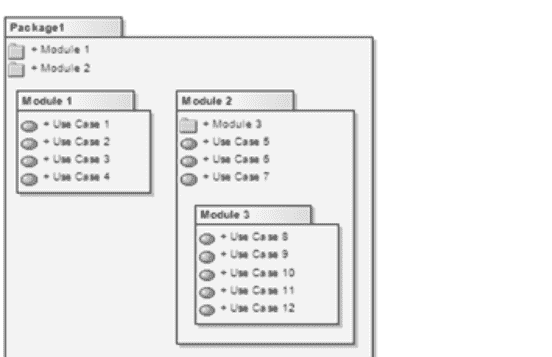 Package1
+ Module 1
+ Module 2
Module 1
+ Use Case 1
+ Use Case 2
+ Use Case 3
+ Use Case 4
Module 2
+ Module 3
+ Use Case 5
+ Use Case 6
+ Use Case 7
Module 3
+ Use Case 8
+ Use Case 9
+ Use Case 10
+ Use Case 11
+ Use Case 12